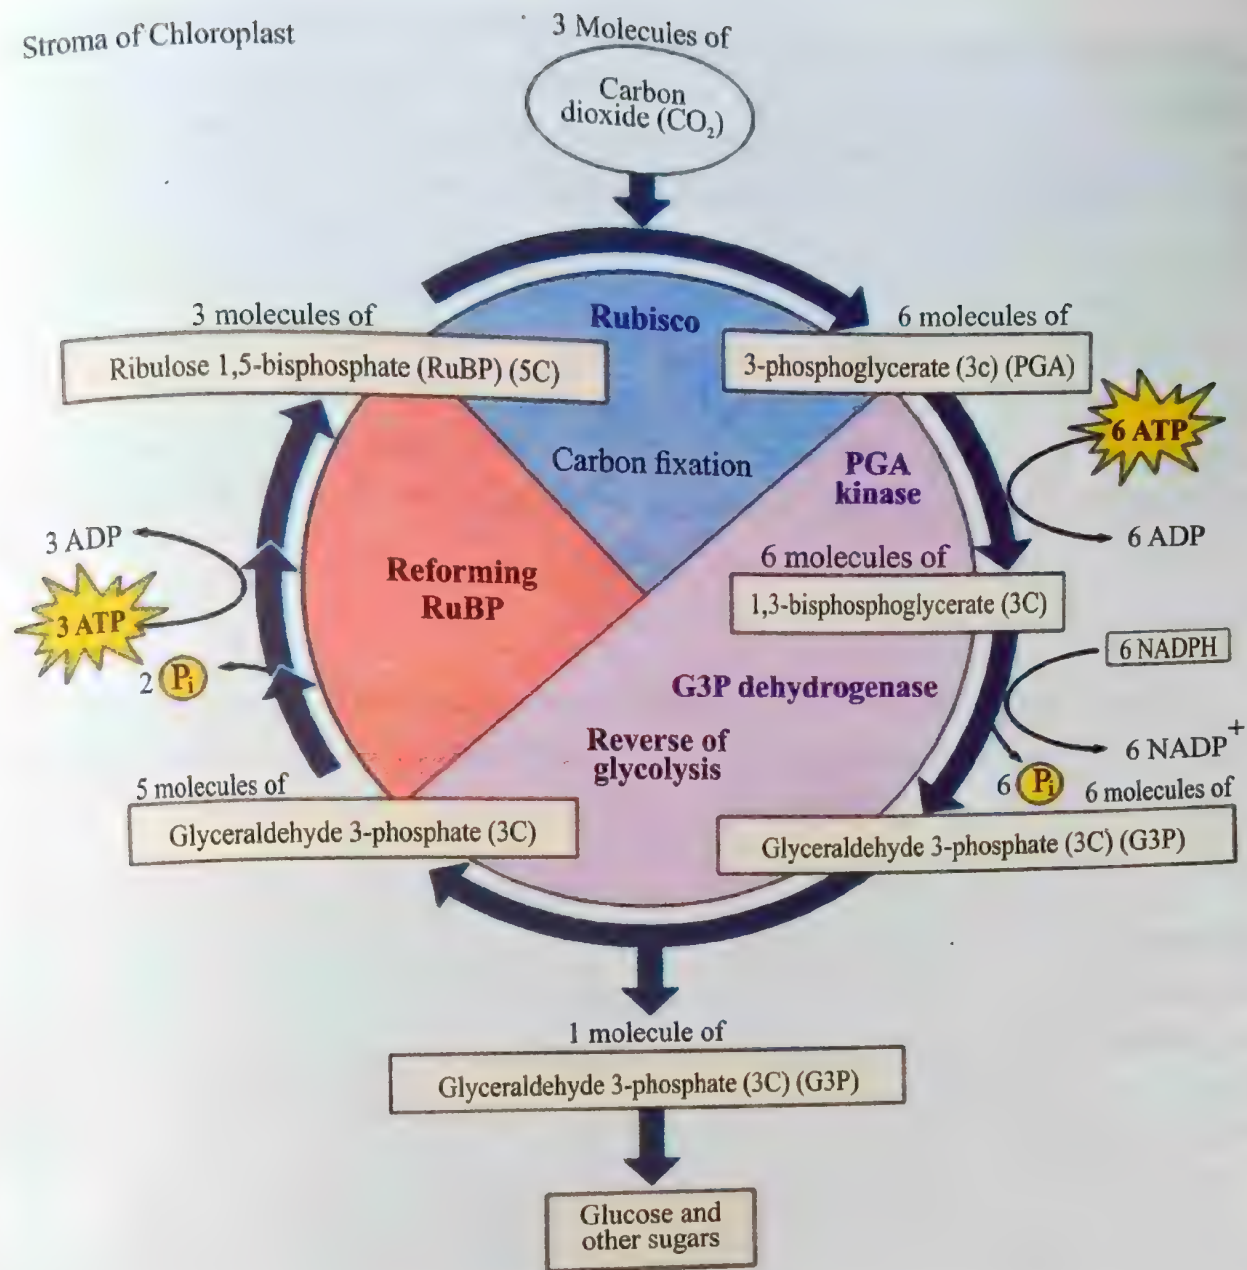 Stroma of Chloroplast
3 Molecules of
Carbon
dioxide (CO₂)
Rubisco
3 molecules of
Ribulose 1,5-bisphosphate (RuBP) (5C)
6 molecules of
3-phosphoglycerate (3c) (PGA)
6 ATP
Carbon fixation
PGA
kinase
6 ADP
3 ADP
3 ATP
2 Pᵢ
Reforming
RuBP
6 molecules of
1,3-bisphosphoglycerate (3C)
6 NADPH
G3P dehydrogenase
Reverse of
glycolysis
6 NADP⁺
6 Pᵢ
6 molecules of
Glyceraldehyde 3-phosphate (3C) (G3P)
5 molecules of
Glyceraldehyde 3-phosphate (3C)
1 molecule of
Glyceraldehyde 3-phosphate (3C) (G3P)
Glucose and
other sugars